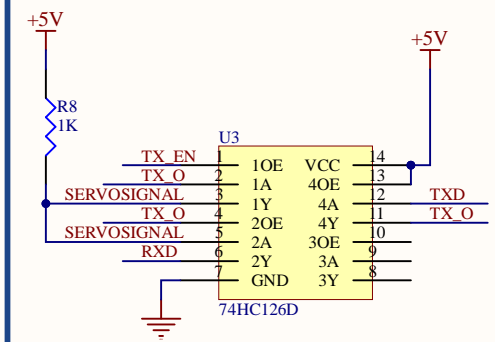 +5V
+5V
R8
1K
U3
TX_EN 1 1OE VCC 14
TX_O 2 1A 4OE 13
SERVOSIGNAL 3 1Y 4A 12 TXD
TX_O 4 2OE 4Y 11 TX_O
SERVOSIGNAL 5 2A 3OE 10
RXD 6 2Y 3A 9
7 GND 3Y 8
74HC126D